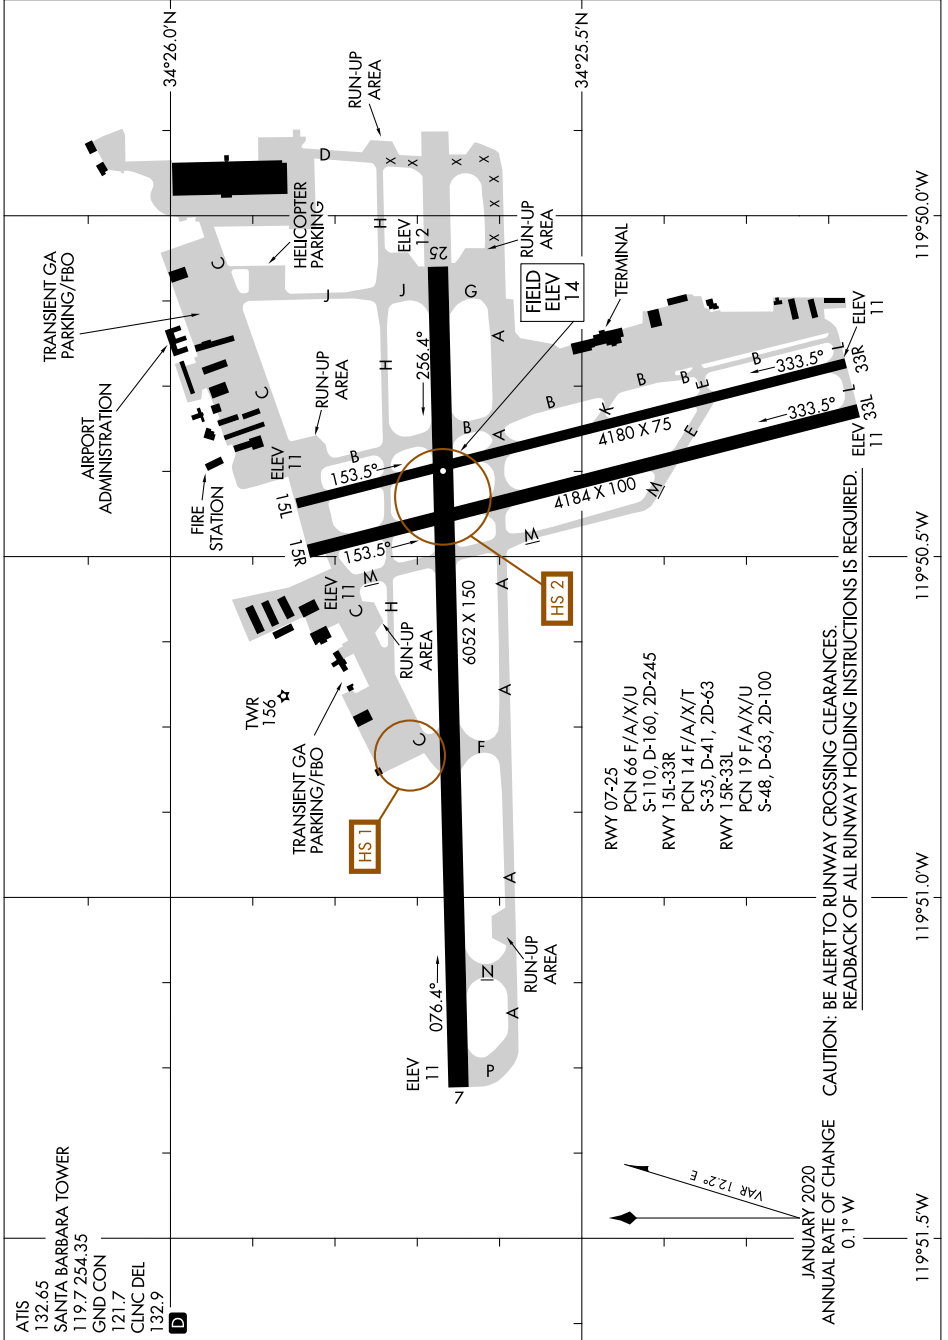 ATIS
132.65
SANTA BARBARA TOWER
119.7 254.35
GND CON
121.7
CLNC DEL
132.9
D
34°26.0'N
34°25.5'N
119°50.0'W
119°50.5'W
119°51.0'W
119°51.5'W
RUN-UP
AREA
D
HELICOPTER
PARKING
TRANSIENT GA
PARKING/FBO
C
AIRPORT
ADMINISTRATION
C
FIRE
STATION
J
J
H
H
ELEV
12
25
G
RUN-UP
AREA
X
X
X
X
X
X
X
FIELD
ELEV
14
TERMINAL
RUN-UP
AREA
ELEV
11
15L
B
153.5°
256.4°
A
A
B
B
B
B
B
K
E
E
333.5°
L
33R
ELEV
11
4180 X 75
333.5°
L
33L
ELEV
11
4184 X 100
M
M
M
15R
153.5°
ELEV
11
C
H
RUN-UP
AREA
HS 2
6052 X 150
A
A
A
A
TWR
156
TRANSIENT GA
PARKING/FBO
C
F
HS 1
RUN-UP
AREA
N
076.4°
ELEV
11
7
P
RWY 07-25
PCN 66 F/A/X/U
S-110, D-160, 2D-245
RWY 15L-33R
PCN 14 F/A/X/T
S-35, D-41, 2D-63
RWY 15R-33L
PCN 19 F/A/X/U
S-48, D-63, 2D-100
VAR 12.2° E
JANUARY 2020
ANNUAL RATE OF CHANGE
0.1° W
CAUTION: BE ALERT TO RUNWAY CROSSING CLEARANCES.
READBACK OF ALL RUNWAY HOLDING INSTRUCTIONS IS REQUIRED.